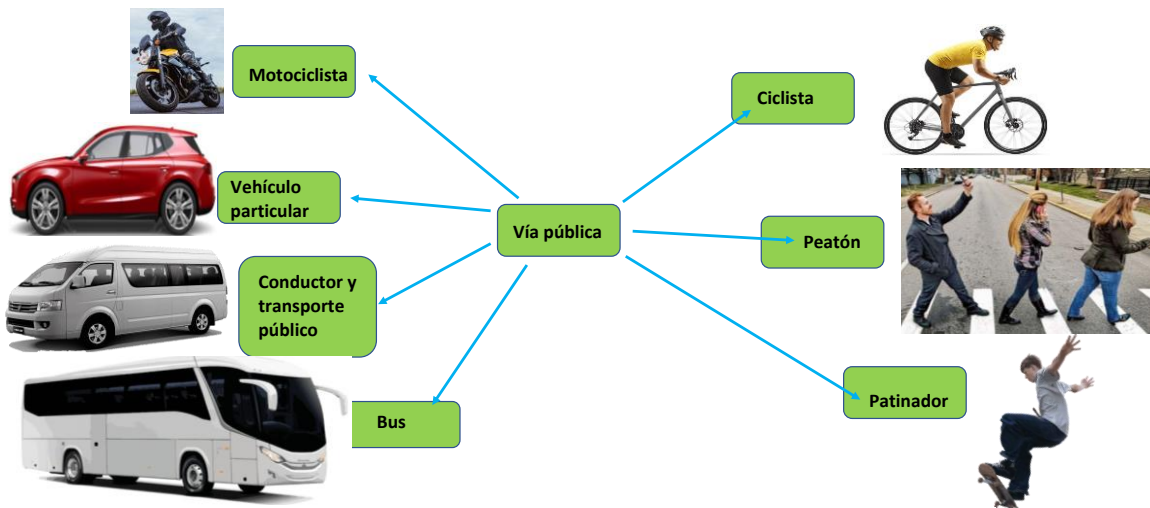 Motociclista
Ciclista
Vehículo
particular
Vía pública
Peatón
Conductor y
transporte
público
Patinador
Bus